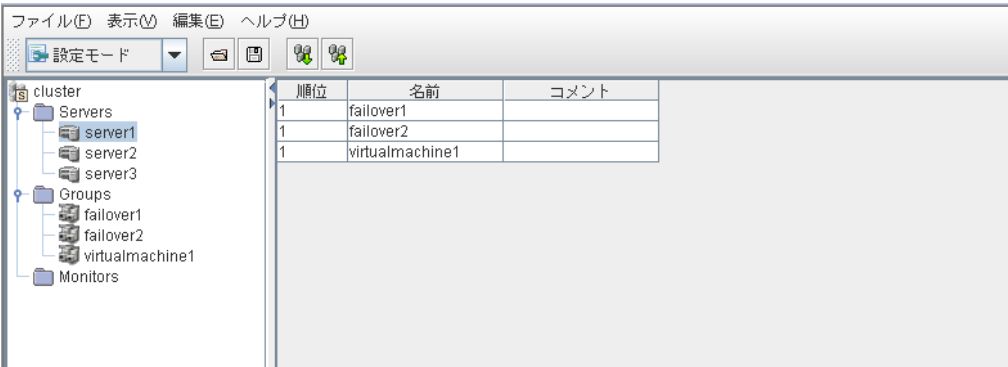 ファイル(F) 表示(V) 編集(E) ヘルプ(H)
設定モード
cluster
Servers
server1
server2
server3
Groups
failover1
failover2
virtualmachine1
Monitors
順位 名前 コメント
1 failover1
1 failover2
1 virtualmachine1